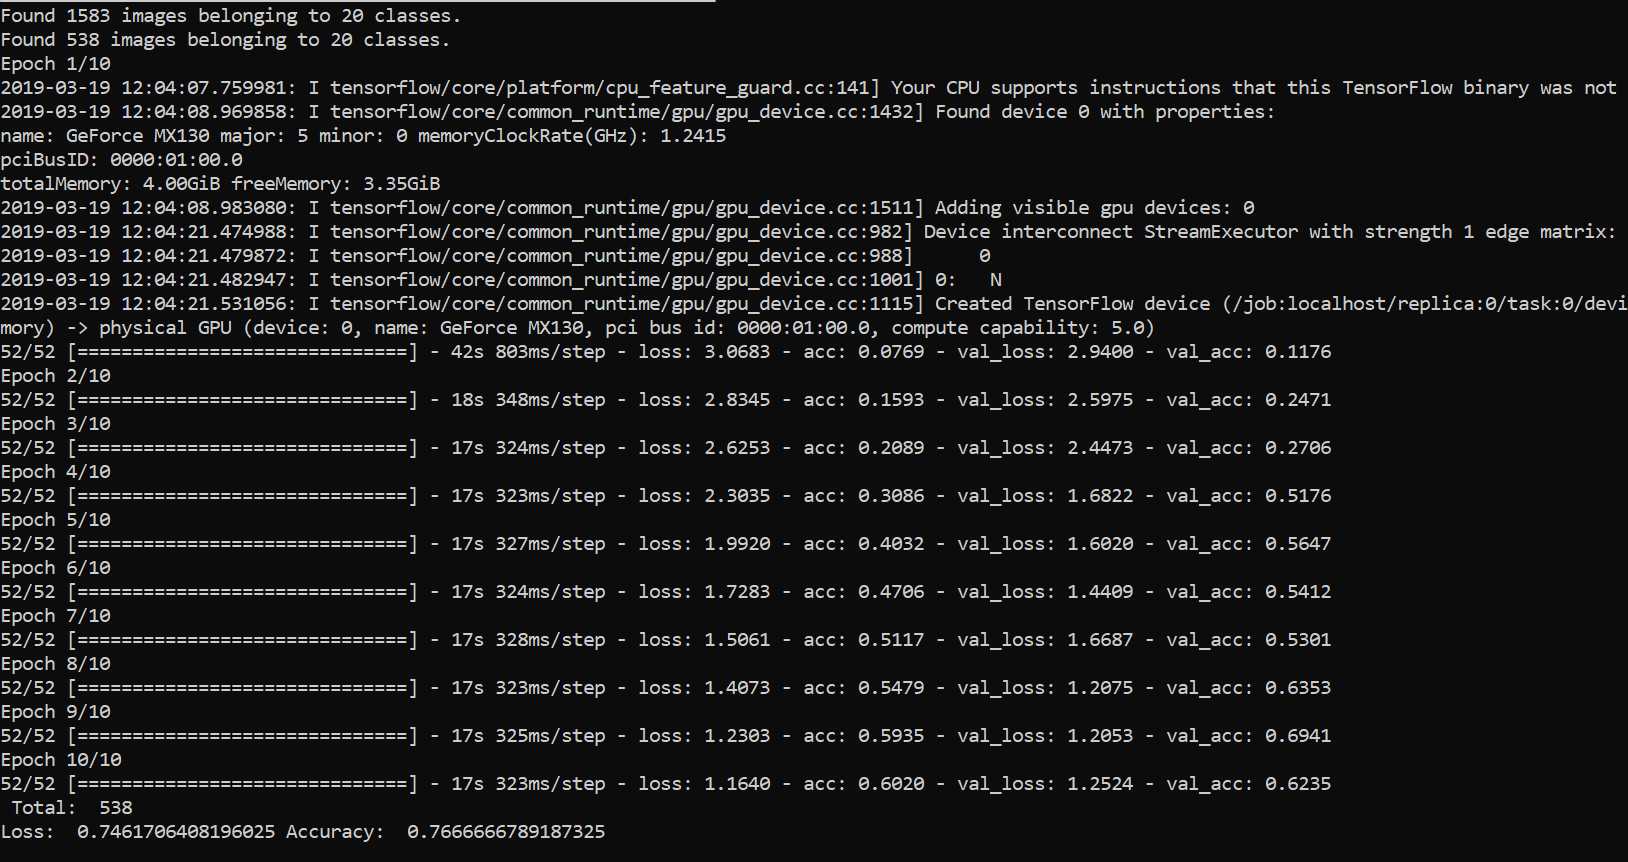 Found 1583 images belonging to 20 classes.
Found 538 images belonging to 20 classes.
Epoch 1/10
2019-03-19 12:04:07.759981: I tensorflow/core/platform/cpu_feature_guard.cc:141] Your CPU supports instructions that this TensorFlow binary was not
2019-03-19 12:04:08.969858: I tensorflow/core/common_runtime/gpu/gpu_device.cc:1432] Found device 0 with properties:
name: GeForce MX130 major: 5 minor: 0 memoryClockRate(GHz): 1.2415
pciBusID: 0000:01:00.0
totalMemory: 4.00GiB freeMemory: 3.35GiB
2019-03-19 12:04:08.983080: I tensorflow/core/common_runtime/gpu/gpu_device.cc:1511] Adding visible gpu devices: 0
2019-03-19 12:04:21.474988: I tensorflow/core/common_runtime/gpu/gpu_device.cc:982] Device interconnect StreamExecutor with strength 1 edge matrix:
2019-03-19 12:04:21.479872: I tensorflow/core/common_runtime/gpu/gpu_device.cc:988]      0
2019-03-19 12:04:21.482947: I tensorflow/core/common_runtime/gpu/gpu_device.cc:1001] 0:   N
2019-03-19 12:04:21.531056: I tensorflow/core/common_runtime/gpu/gpu_device.cc:1115] Created TensorFlow device (/job:localhost/replica:0/task:0/devi
mory) -> physical GPU (device: 0, name: GeForce MX130, pci bus id: 0000:01:00.0, compute capability: 5.0)
52/52 [==============================] - 42s 803ms/step - loss: 3.0683 - acc: 0.0769 - val_loss: 2.9400 - val_acc: 0.1176
Epoch 2/10
52/52 [==============================] - 18s 348ms/step - loss: 2.8345 - acc: 0.1593 - val_loss: 2.5975 - val_acc: 0.2471
Epoch 3/10
52/52 [==============================] - 17s 324ms/step - loss: 2.6253 - acc: 0.2089 - val_loss: 2.4473 - val_acc: 0.2706
Epoch 4/10
52/52 [==============================] - 17s 323ms/step - loss: 2.3035 - acc: 0.3086 - val_loss: 1.6822 - val_acc: 0.5176
Epoch 5/10
52/52 [==============================] - 17s 327ms/step - loss: 1.9920 - acc: 0.4032 - val_loss: 1.6020 - val_acc: 0.5647
Epoch 6/10
52/52 [==============================] - 17s 324ms/step - loss: 1.7283 - acc: 0.4706 - val_loss: 1.4409 - val_acc: 0.5412
Epoch 7/10
52/52 [==============================] - 17s 328ms/step - loss: 1.5061 - acc: 0.5117 - val_loss: 1.6687 - val_acc: 0.5301
Epoch 8/10
52/52 [==============================] - 17s 323ms/step - loss: 1.4073 - acc: 0.5479 - val_loss: 1.2075 - val_acc: 0.6353
Epoch 9/10
52/52 [==============================] - 17s 325ms/step - loss: 1.2303 - acc: 0.5935 - val_loss: 1.2053 - val_acc: 0.6941
Epoch 10/10
52/52 [==============================] - 17s 323ms/step - loss: 1.1640 - acc: 0.6020 - val_loss: 1.2524 - val_acc: 0.6235
Total:  538
Loss:  0.7461706408196025 Accuracy:  0.7666666789187325